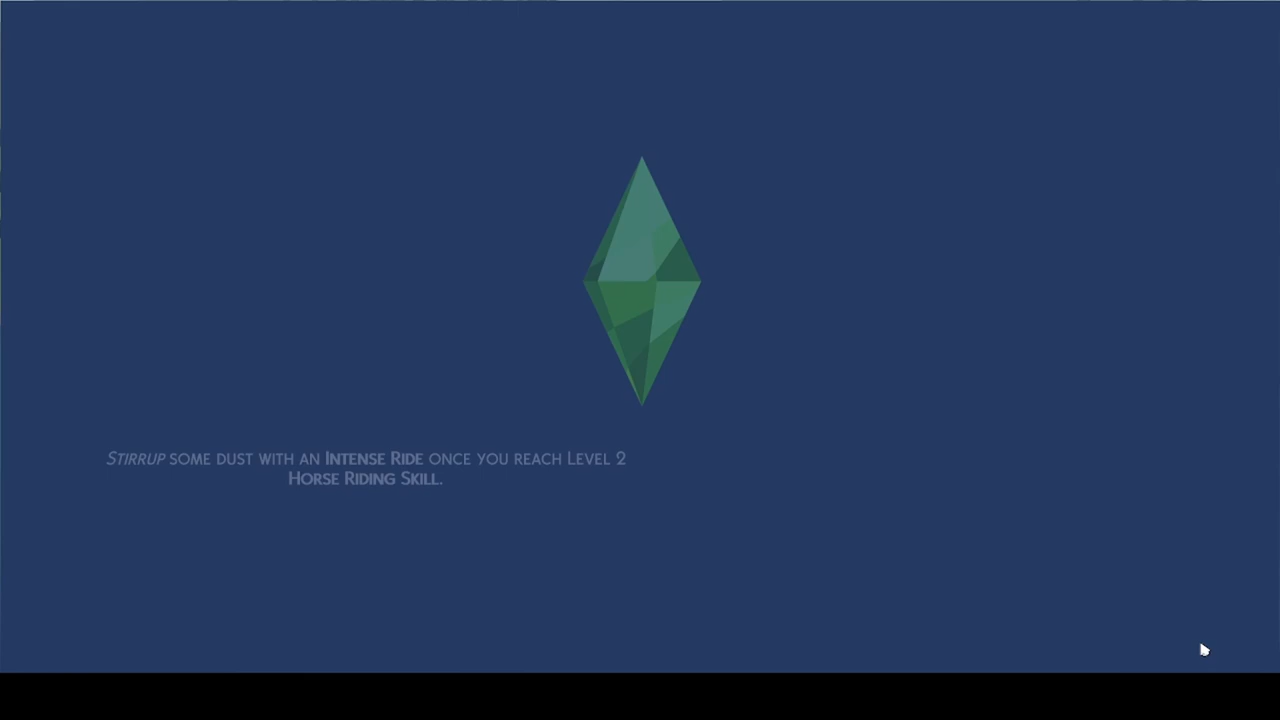 Stirrup some dust with an Intense Ride once you reach Level 2
Horse Riding Skill.